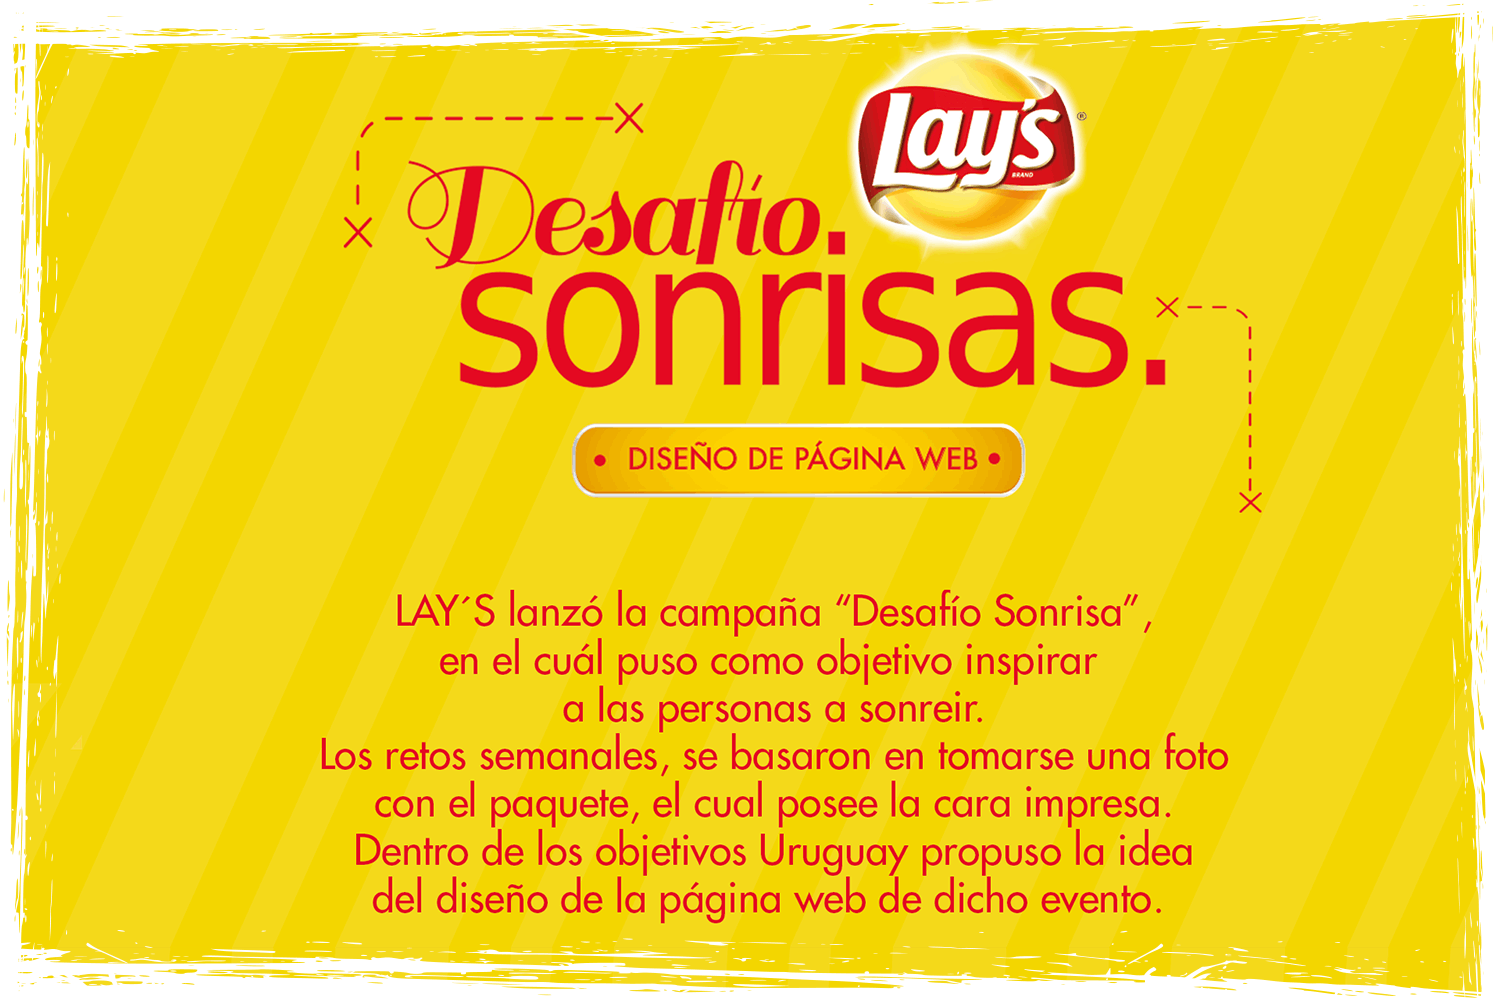 Lay's
BRAND
®
Desafío.
sonrisas.
• DISEÑO DE PÁGINA WEB •
LAY´S lanzó la campaña “Desafío Sonrisa”,
en el cuál puso como objetivo inspirar
a las personas a sonreir.
Los retos semanales, se basaron en tomarse una foto
con el paquete, el cual posee la cara impresa.
Dentro de los objetivos Uruguay propuso la idea
del diseño de la página web de dicho evento.